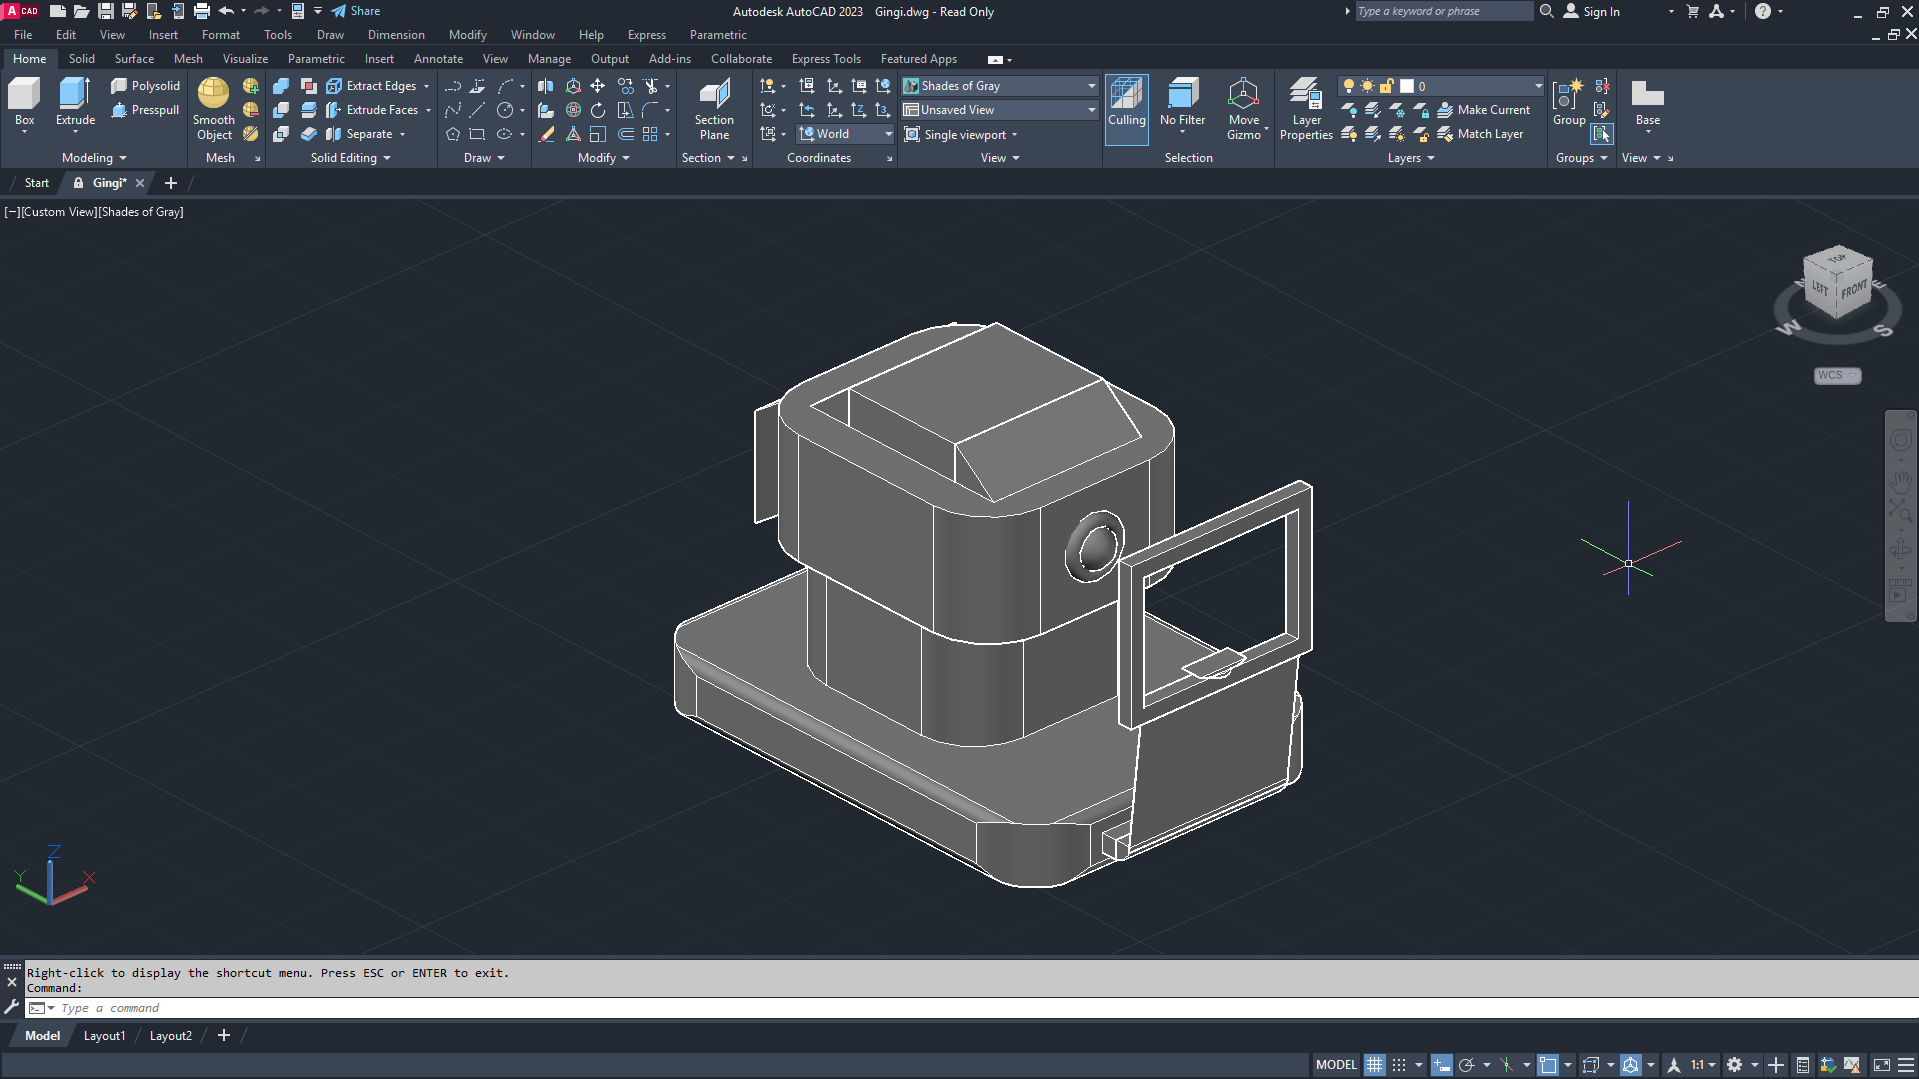 A CAD Share Autodesk AutoCAD 2023 Gingi.dwg - Read Only Type a keyword or phrase Sign In
File Edit View Insert Format Tools Draw Dimension Modify Window Help Express Parametric
Home Solid Surface Mesh Visualize Parametric Insert Annotate View Manage Output Add-ins Collaborate Express Tools Featured Apps
Polysolid Extract Edges Shades of Gray 0
Presspull Extrude Faces Unsaved View Make Current
Box Extrude Smooth Object Section Plane Culling No Filter Move Gizmo Layer Properties Group Base
Separate World Single viewport Match Layer
Modeling Mesh Solid Editing Draw Modify Section Coordinates View Selection Layers Groups View
Start Gingi* +
[−][Custom View][Shades of Gray]
TOP
LEFT FRONT
N E
W S
WCS
Z
Y X
Right-click to display the shortcut menu. Press ESC or ENTER to exit.
Command:
Type a command
Model Layout1 Layout2 +
MODEL 1:1